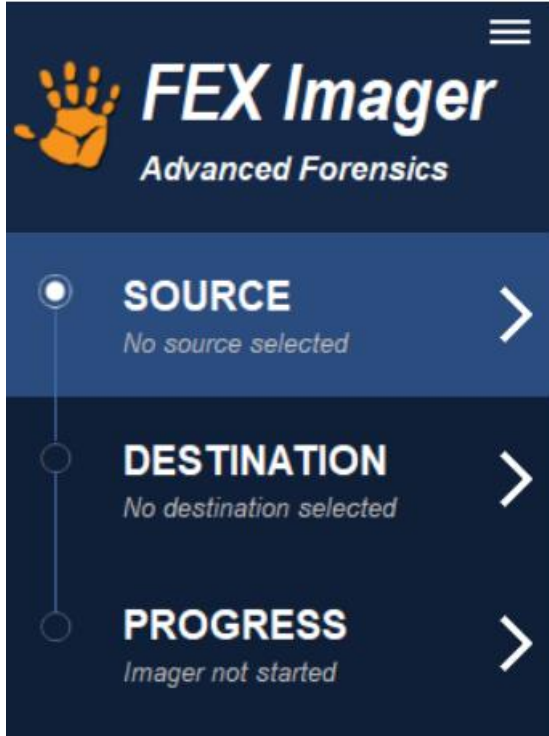 FEX Imager
Advanced Forensics
SOURCE
No source selected
DESTINATION
No destination selected
PROGRESS
Imager not started